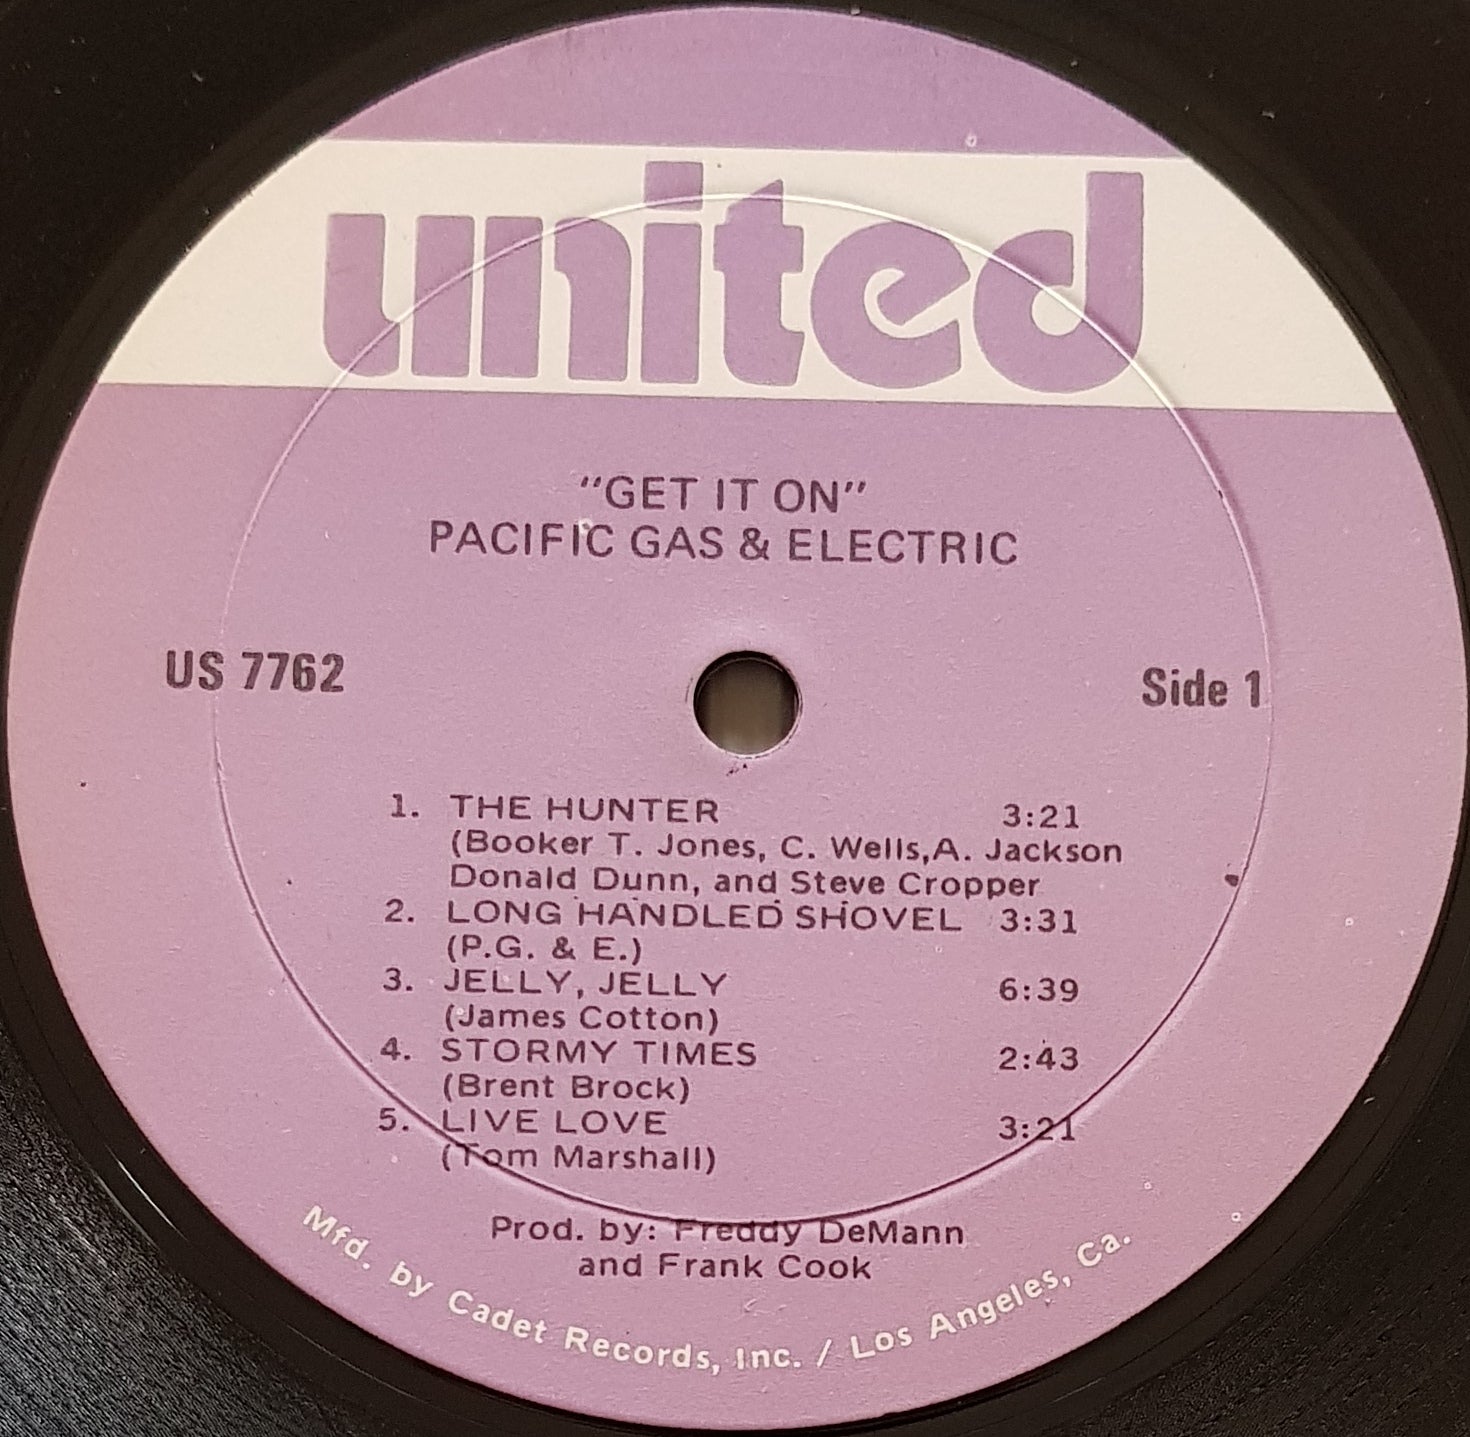 united
"GET IT ON"
PACIFIC GAS & ELECTRIC
US 7762
Side 1
1. THE HUNTER 3:21
(Booker T. Jones, C. Wells,A. Jackson
Donald Dunn, and Steve Cropper
2. LONG HANDLED SHOVEL 3:31
(P.G. & E.)
3. JELLY, JELLY 6:39
(James Cotton)
4. STORMY TIMES 2:43
(Brent Brock)
5. LIVE LOVE 3:21
(Tom Marshall)
Prod. by: Freddy DeMann
and Frank Cook
Mfd. by Cadet Records, Inc. / Los Angeles, Ca.